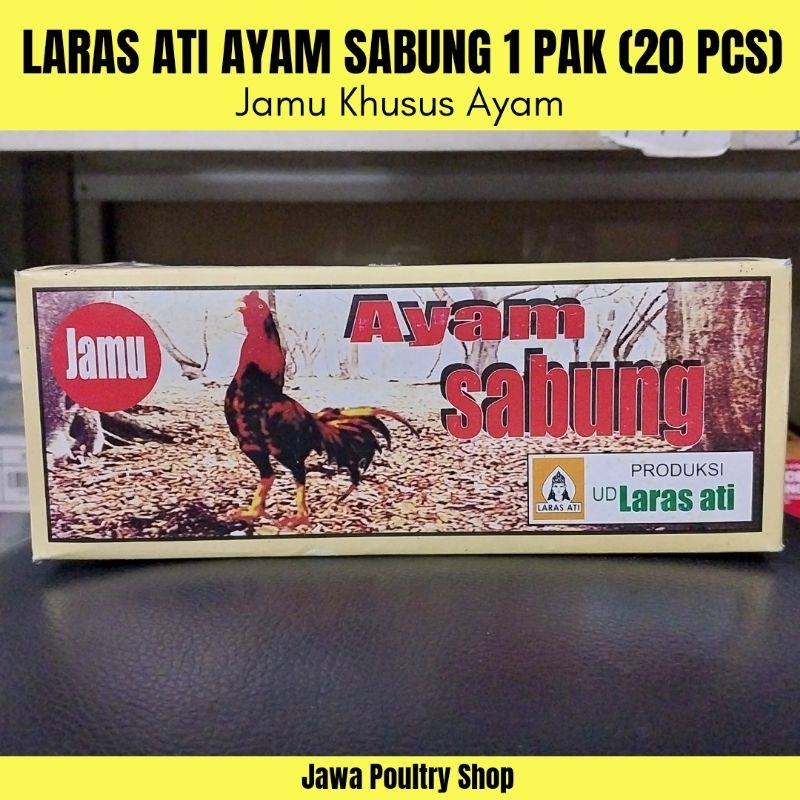 LARAS ATI AYAM SABUNG 1 PAK (20 PCS)
Jamu Khusus Ayam
Jamu
Ayam
sabung
PRODUKSI
UD Laras ati
LARAS ATI
Jawa Poultry Shop